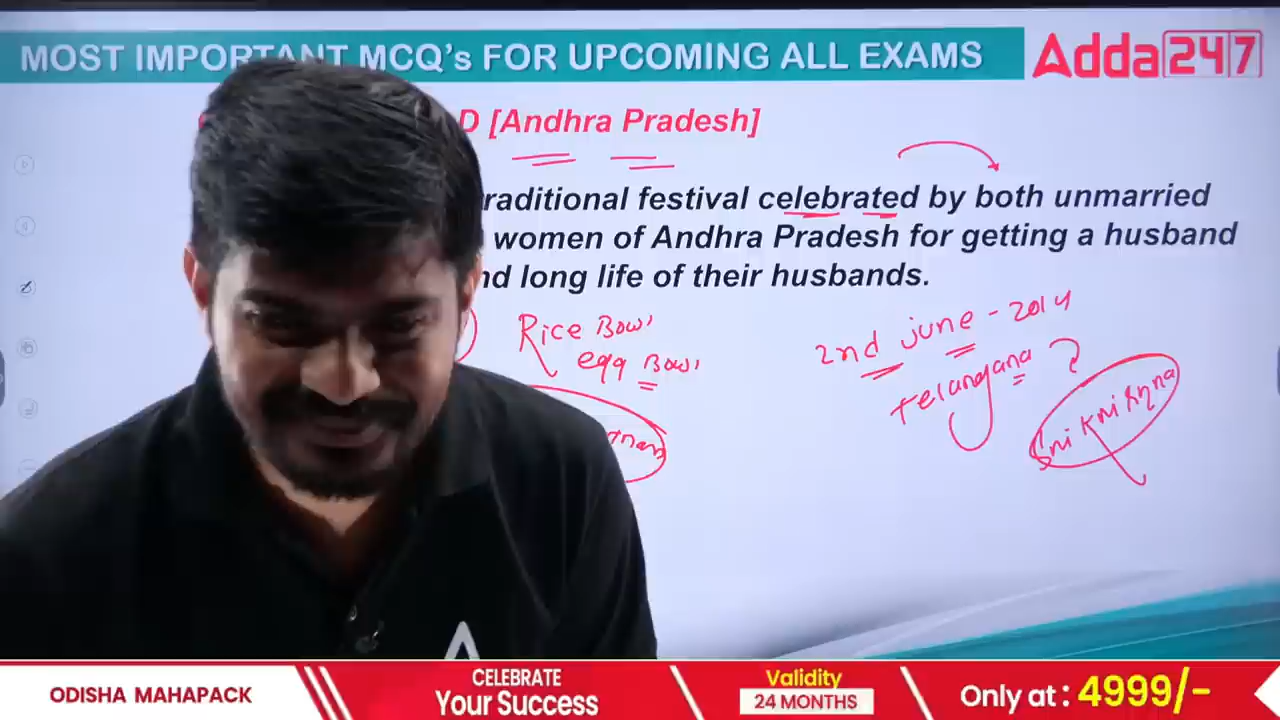 MOST IMPORTANT MCQ's FOR UPCOMING ALL EXAMS
Adda247
D [Andhra Pradesh]
raditional festival celebrated by both unmarried
women of Andhra Pradesh for getting a husband
nd long life of their husbands.
Rice Bowl
egg Bowl
2nd june - 2014
Telangana
Sri Krishna
ODISHA MAHAPACK
CELEBRATE
Your Success
Validity
24 MONTHS
Only at : 4999/-